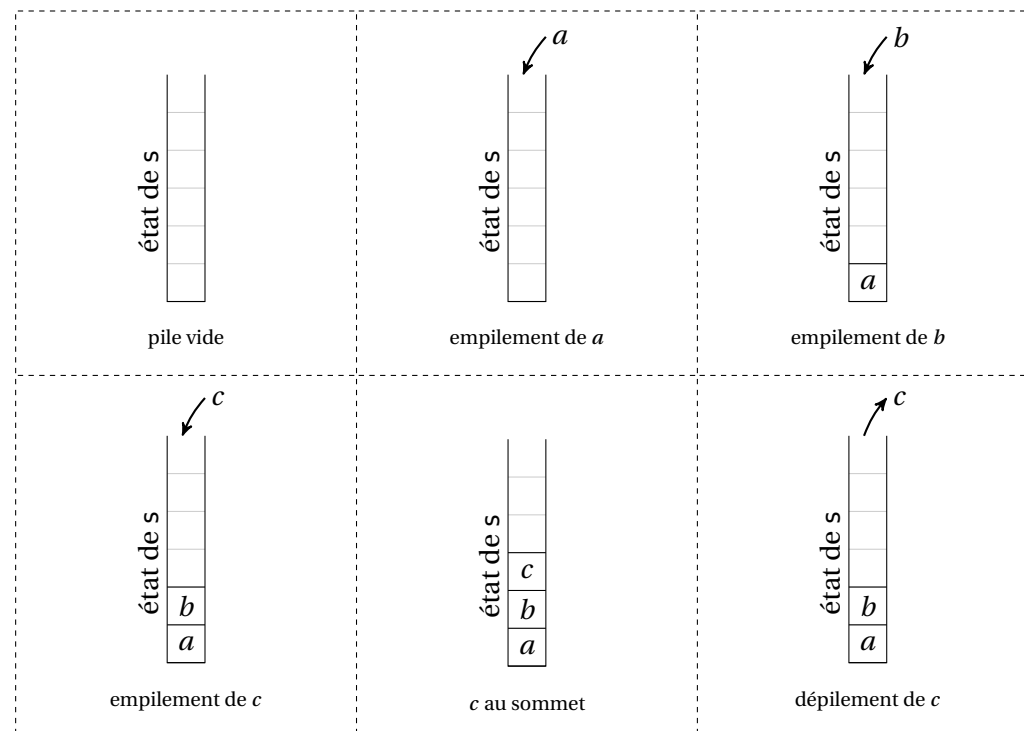 état de s
pile vide
a
état de s
empilement de a
b
état de s
a
empilement de b
c
état de s
b
a
empilement de c
état de s
c
b
a
c au sommet
c
état de s
b
a
dépilement de c